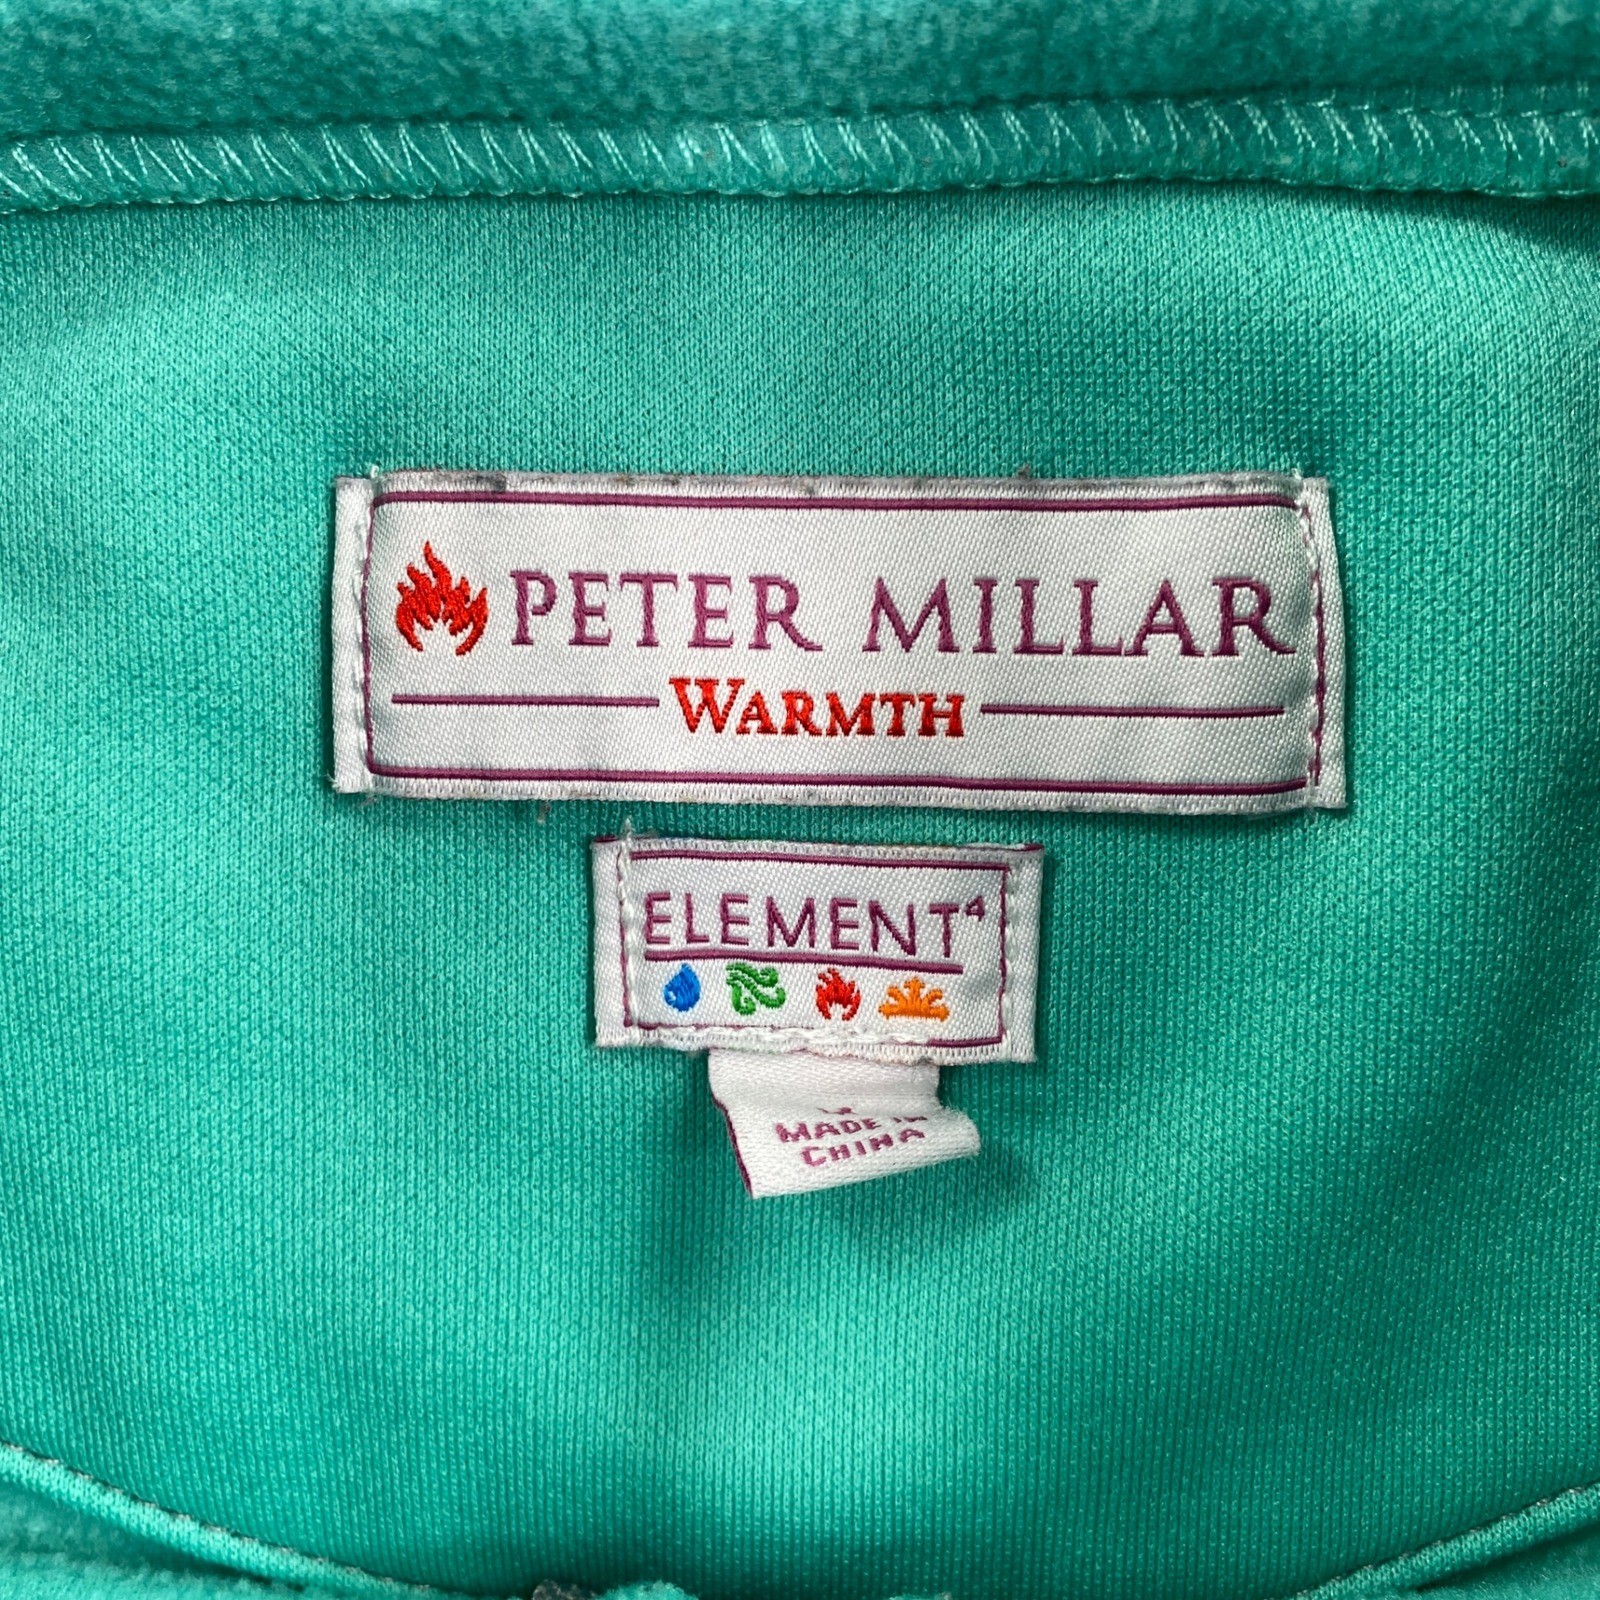 PETER MILLAR
WARMTH
ELEMENT⁴
MADE IN
CHINA